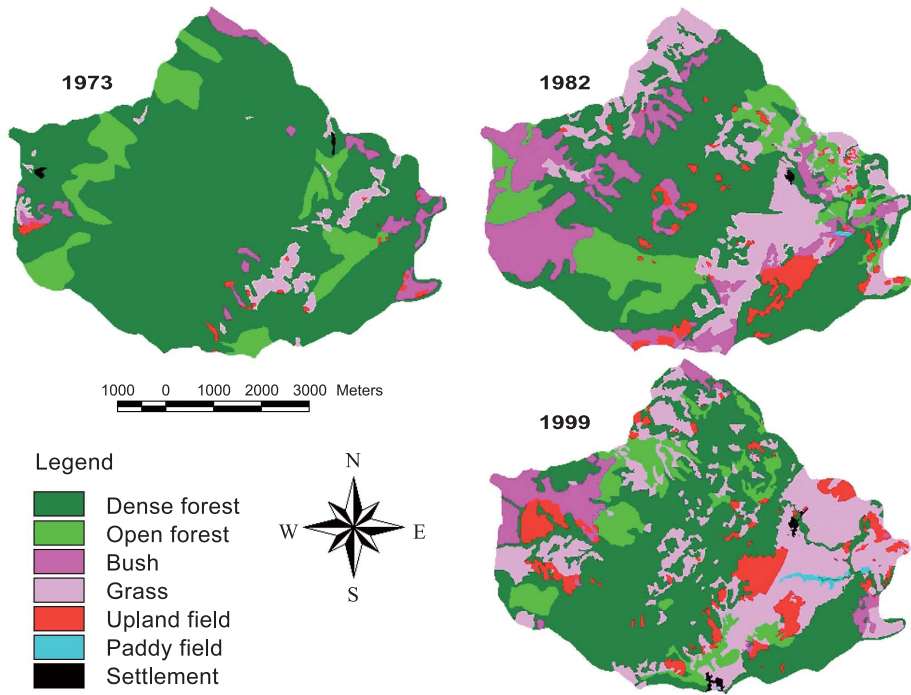 1973
1982
1999
1000 0 1000 2000 3000 Meters
Legend
Dense forest
Open forest
Bush
Grass
Upland field
Paddy field
Settlement
N
W E
S